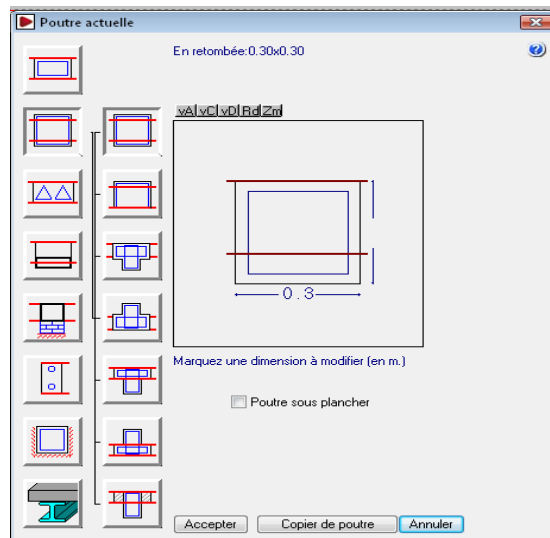 Poutre actuelle
En retombée:0.30x0.30
vA vC vD Rd Zm
0.3
Marquez une dimension à modifier (en m.)
Poutre sous plancher
Accepter Copier de poutre Annuler